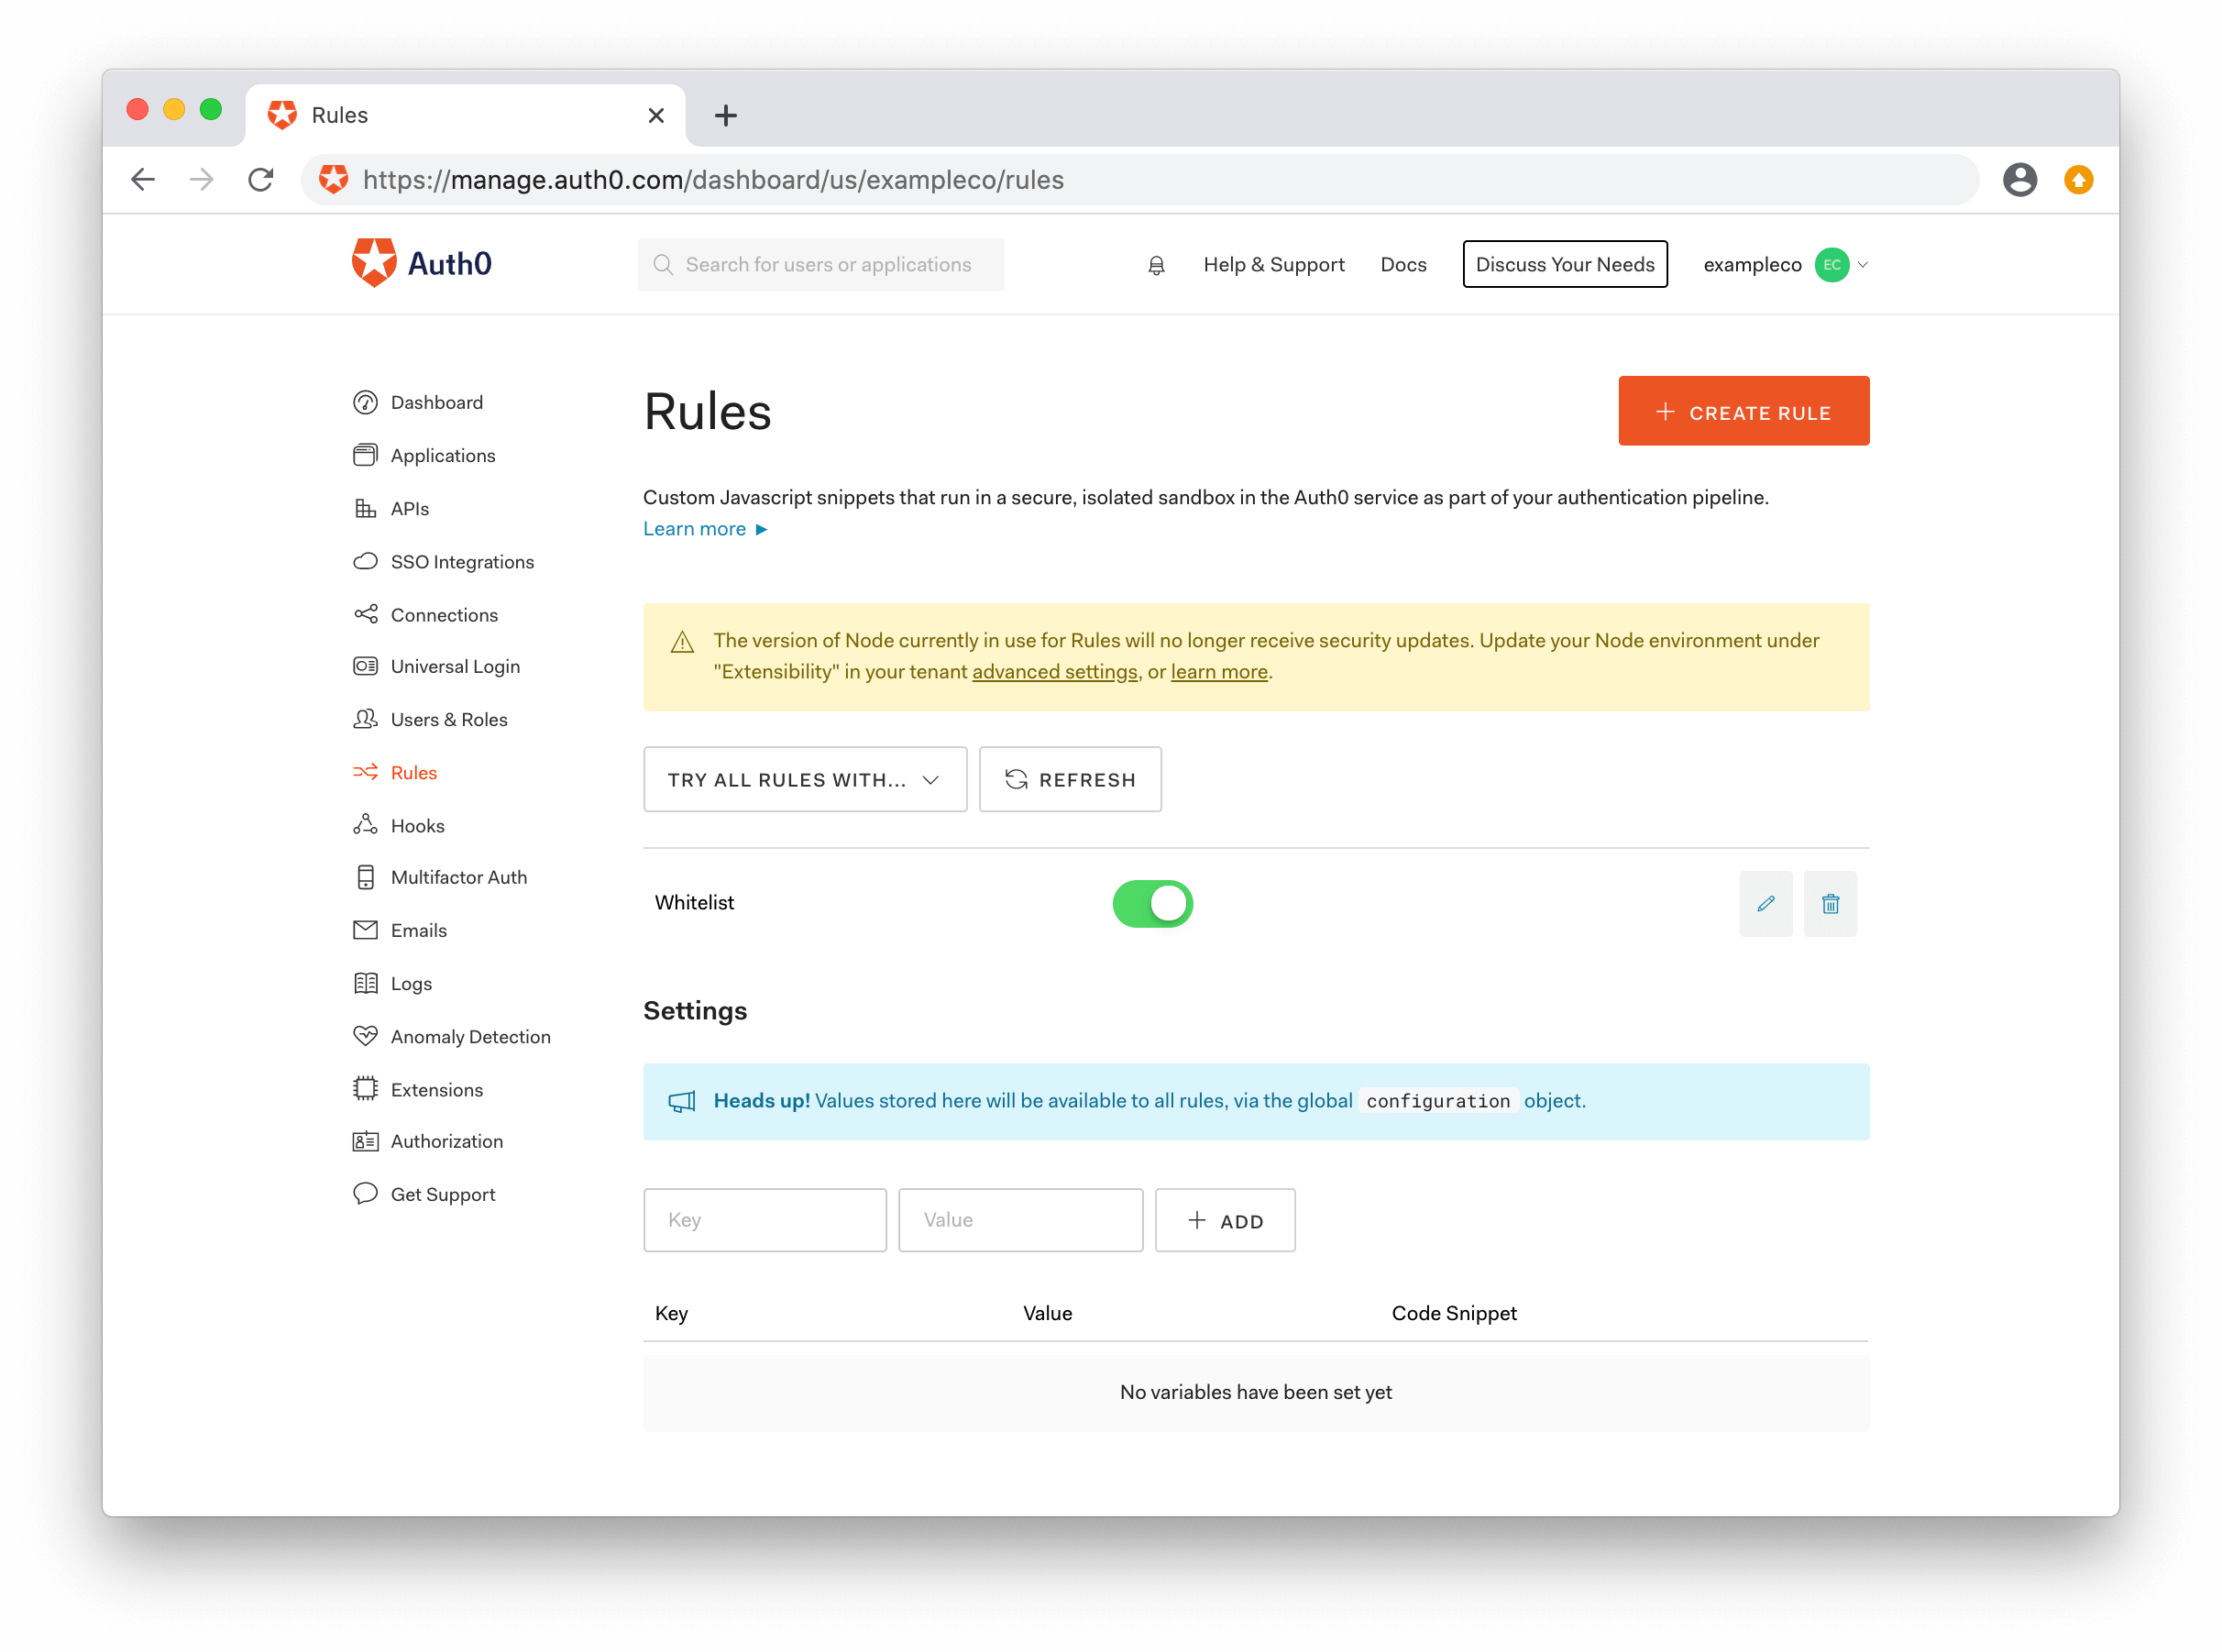 Rules
https://manage.auth0.com/dashboard/us/exampleco/rules
Auth0
Search for users or applications
Help & Support
Docs
Discuss Your Needs
exampleco
EC
Dashboard
Applications
APIs
SSO Integrations
Connections
Universal Login
Users & Roles
Rules
Hooks
Multifactor Auth
Emails
Logs
Anomaly Detection
Extensions
Authorization
Get Support
Rules
CREATE RULE
Custom Javascript snippets that run in a secure, isolated sandbox in the Auth0 service as part of your authentication pipeline.
Learn more ►
The version of Node currently in use for Rules will no longer receive security updates. Update your Node environment under
"Extensibility" in your tenant advanced settings, or learn more.
TRY ALL RULES WITH...
REFRESH
Whitelist
Settings
Heads up! Values stored here will be available to all rules, via the global configuration object.
Key
Value
ADD
Key
Value
Code Snippet
No variables have been set yet